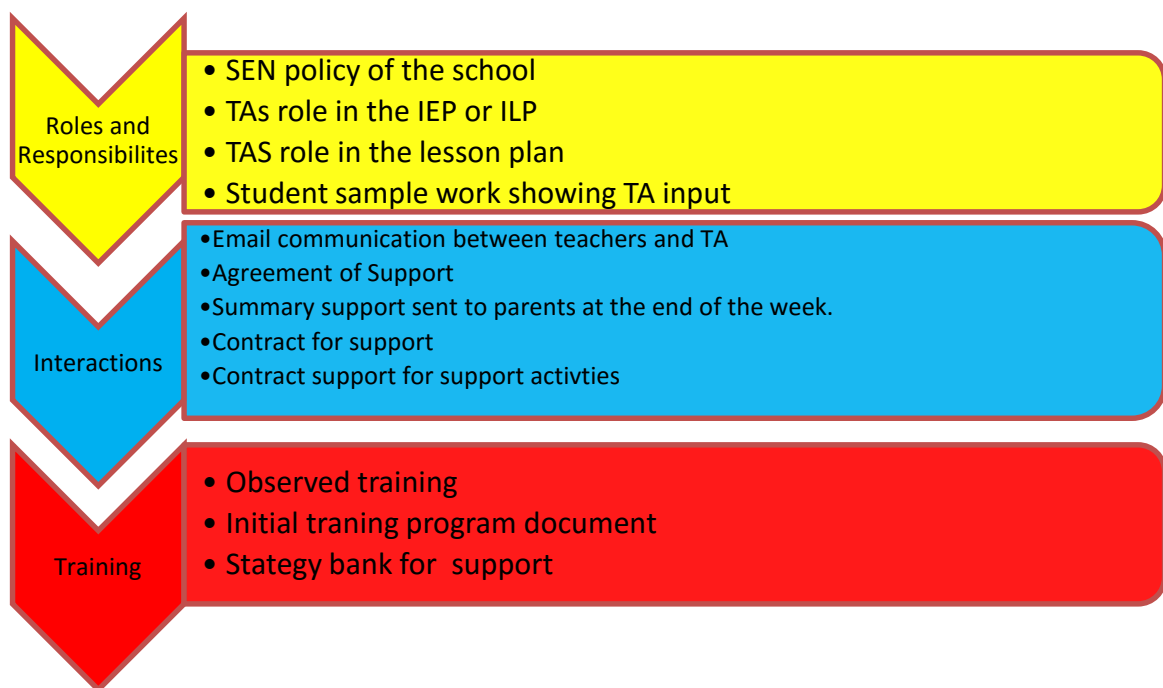 Roles and
Responsibilites
• SEN policy of the school
• TAs role in the IEP or ILP
• TAS role in the lesson plan
• Student sample work showing TA input
Interactions
•Email communication between teachers and TA
•Agreement of Support
•Summary support sent to parents at the end of the week.
•Contract for support
•Contract support for support activties
Training
• Observed training
• Initial traning program document
• Stategy bank for  support